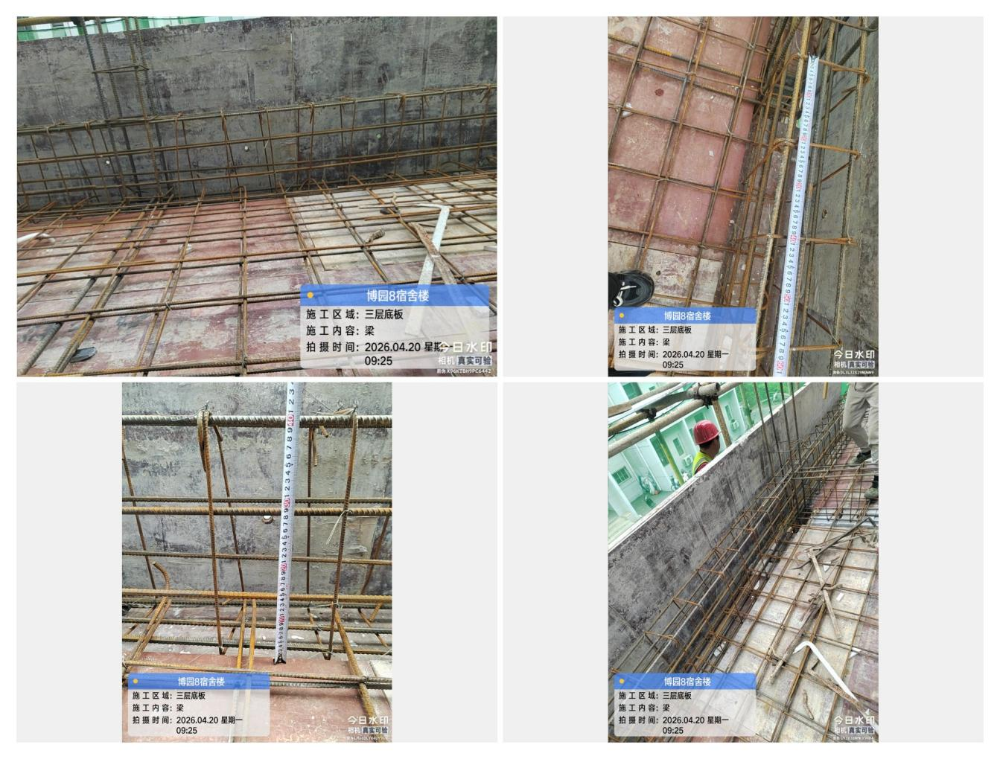 博园8宿舍楼
施工区域：三层底板
施工内容：梁
拍摄时间：2026.04.20 星期一
09:25
今日水印
相机 真实可验
防伪 X96KTBH9PC6442
博园8宿舍楼
施工区域：三层底板
施工内容：梁
拍摄时间：2026.04.20 星期一
09:25
今日水印
相机 真实可验
博园8宿舍楼
施工区域：三层底板
施工内容：梁
拍摄时间：2026.04.20 星期一
09:25
今日水印
相机 真实可验
博园8宿舍楼
施工区域：三层底板
施工内容：梁
拍摄时间：2026.04.20 星期一
09:25
今日水印
相机 真实可验